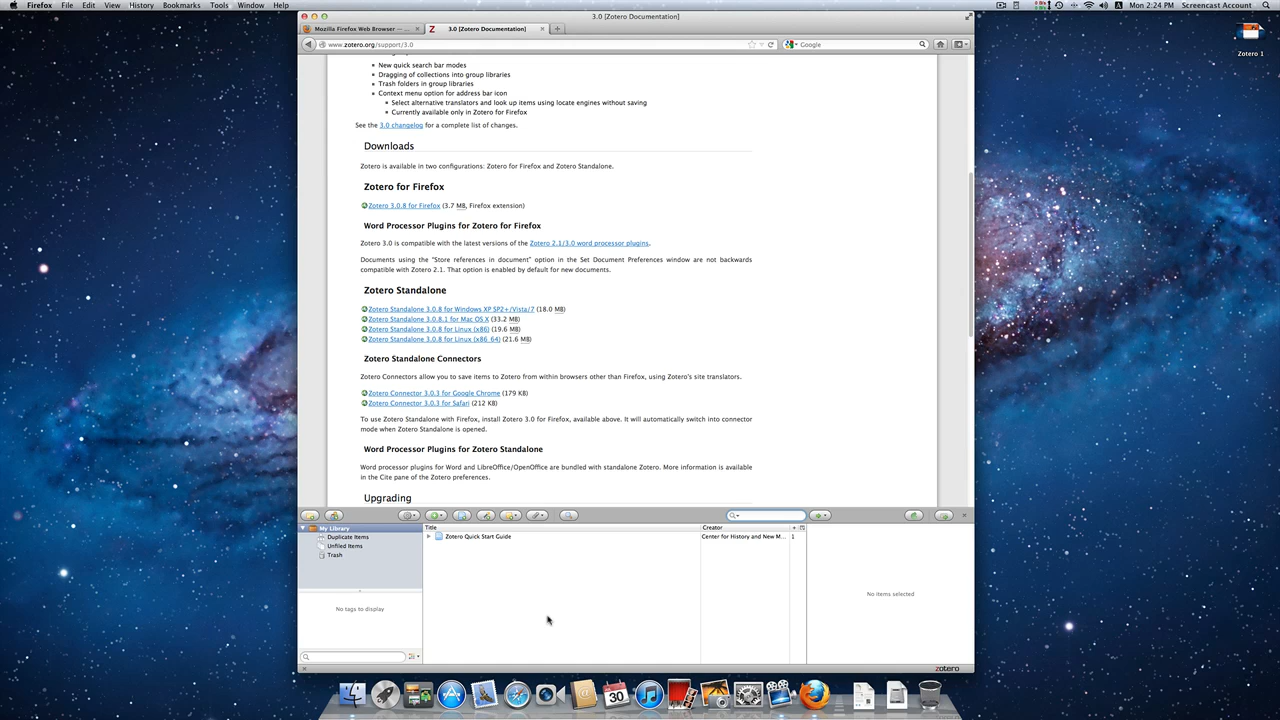 Firefox File Edit View History Bookmarks Tools Window Help
Mon 2:24 PM Screencast Account
3.0 [Zotero Documentation]
Mozilla Firefox Web Browser — ...
3.0 [Zotero Documentation]
www.zotero.org/support/3.0
Google
Zotero 1
New quick search bar modes
Dragging of collections into group libraries
Trash folders in group libraries
Context menu option for address bar icon
Select alternative translators and look up items using locate engines without saving
Currently available only in Zotero for Firefox
See the 3.0 changelog for a complete list of changes.
Downloads
Zotero is available in two configurations: Zotero for Firefox and Zotero Standalone.
Zotero for Firefox
Zotero 3.0.8 for Firefox (3.7 MB, Firefox extension)
Word Processor Plugins for Zotero for Firefox
Zotero 3.0 is compatible with the latest versions of the Zotero 2.1/3.0 word processor plugins.
Documents using the "Store references in document" option in the Set Document Preferences window are not backwards
compatible with Zotero 2.1. That option is enabled by default for new documents.
Zotero Standalone
Zotero Standalone 3.0.8 for Windows XP SP2+/Vista/7 (18.0 MB)
Zotero Standalone 3.0.8.1 for Mac OS X (33.2 MB)
Zotero Standalone 3.0.8 for Linux (x86) (19.6 MB)
Zotero Standalone 3.0.8 for Linux (x86_64) (21.6 MB)
Zotero Standalone Connectors
Zotero Connectors allow you to save items to Zotero from within browsers other than Firefox, using Zotero's site translators.
Zotero Connector 3.0.3 for Google Chrome (179 KB)
Zotero Connector 3.0.3 for Safari (212 KB)
To use Zotero Standalone with Firefox, install Zotero 3.0 for Firefox, available above. It will automatically switch into connector
mode when Zotero Standalone is opened.
Word Processor Plugins for Zotero Standalone
Word processor plugins for Word and LibreOffice/OpenOffice are bundled with standalone Zotero. More information is available
in the Cite pane of the Zotero preferences.
Upgrading
My Library
Duplicate Items
Unfiled Items
Trash
No tags to display
Title
Creator
Zotero Quick Start Guide
Center for History and New M...
1
No items selected
zotero
30